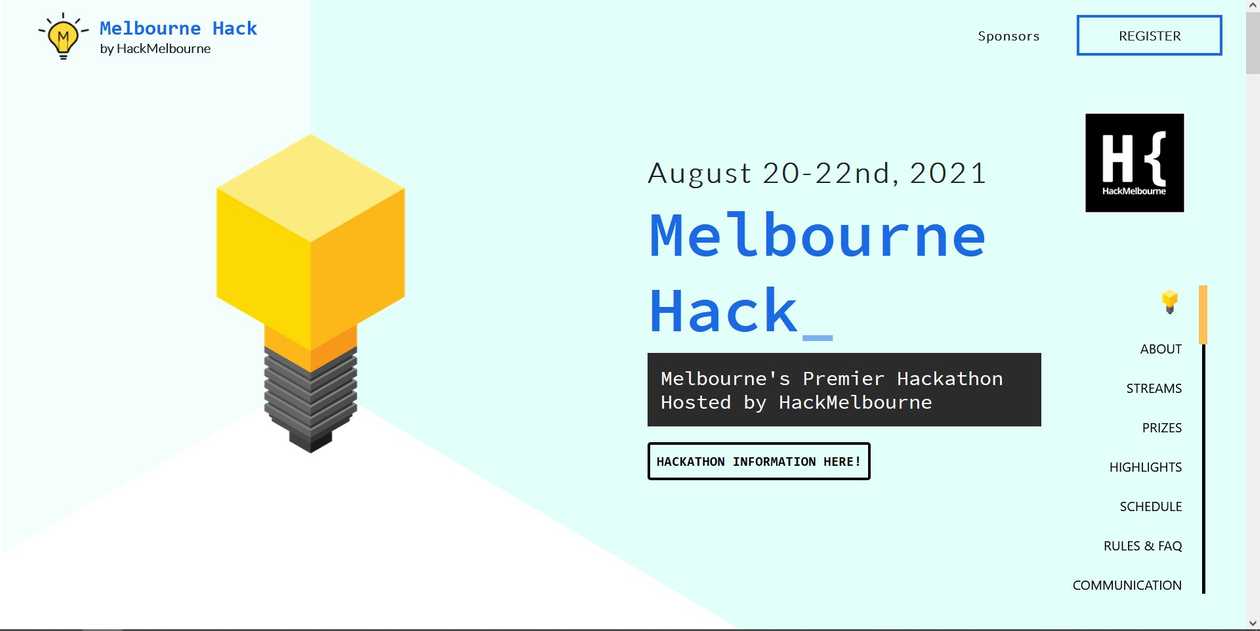 M
Melbourne Hack
by HackMelbourne
Sponsors
REGISTER
H{
HackMelbourne
August 20-22nd, 2021
Melbourne
Hack_
Melbourne's Premier Hackathon
Hosted by HackMelbourne
HACKATHON INFORMATION HERE!
ABOUT
STREAMS
PRIZES
HIGHLIGHTS
SCHEDULE
RULES & FAQ
COMMUNICATION